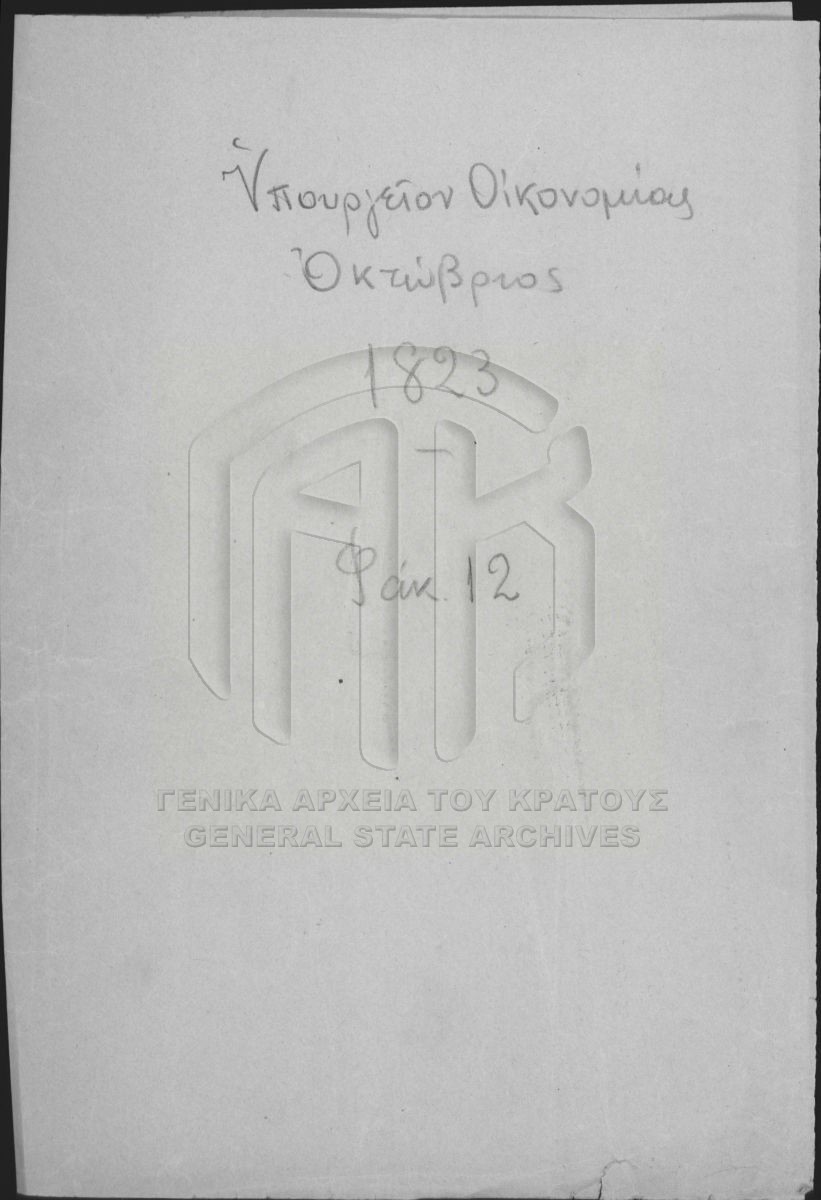 Ὑπουργεῖον Οἰκονομίας
Ὀκτώβριος
1823
Φάκ. 12
ΓΕΝΙΚΑ ΑΡΧΕΙΑ ΤΟΥ ΚΡΑΤΟΥΣ
GENERAL STATE ARCHIVES